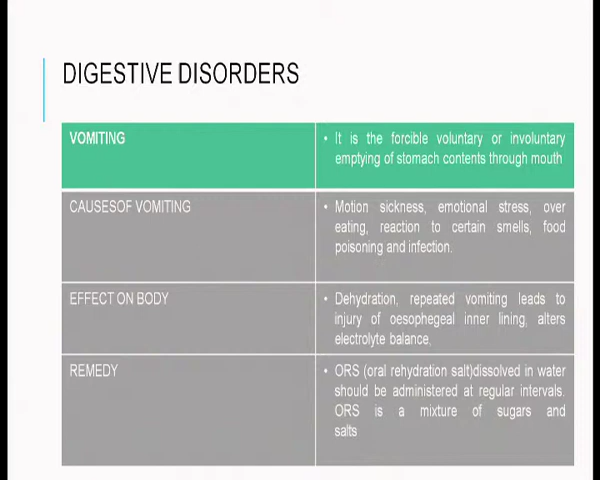 DIGESTIVE DISORDERS
VOMITING
• It is the forcible voluntary or involuntary
emptying of stomach contents through mouth
CAUSESOF VOMITING
• Motion sickness, emotional stress, over
eating, reaction to certain smells, food
poisoning and infection.
EFFECT ON BODY
• Dehydration, repeated vomiting leads to
injury of oesophegeal inner lining, alters
electrolyte balance,
REMEDY
• ORS (oral rehydration salt)dissolved in water
should be administered at regular intervals.
ORS is a mixture of sugars and
salts